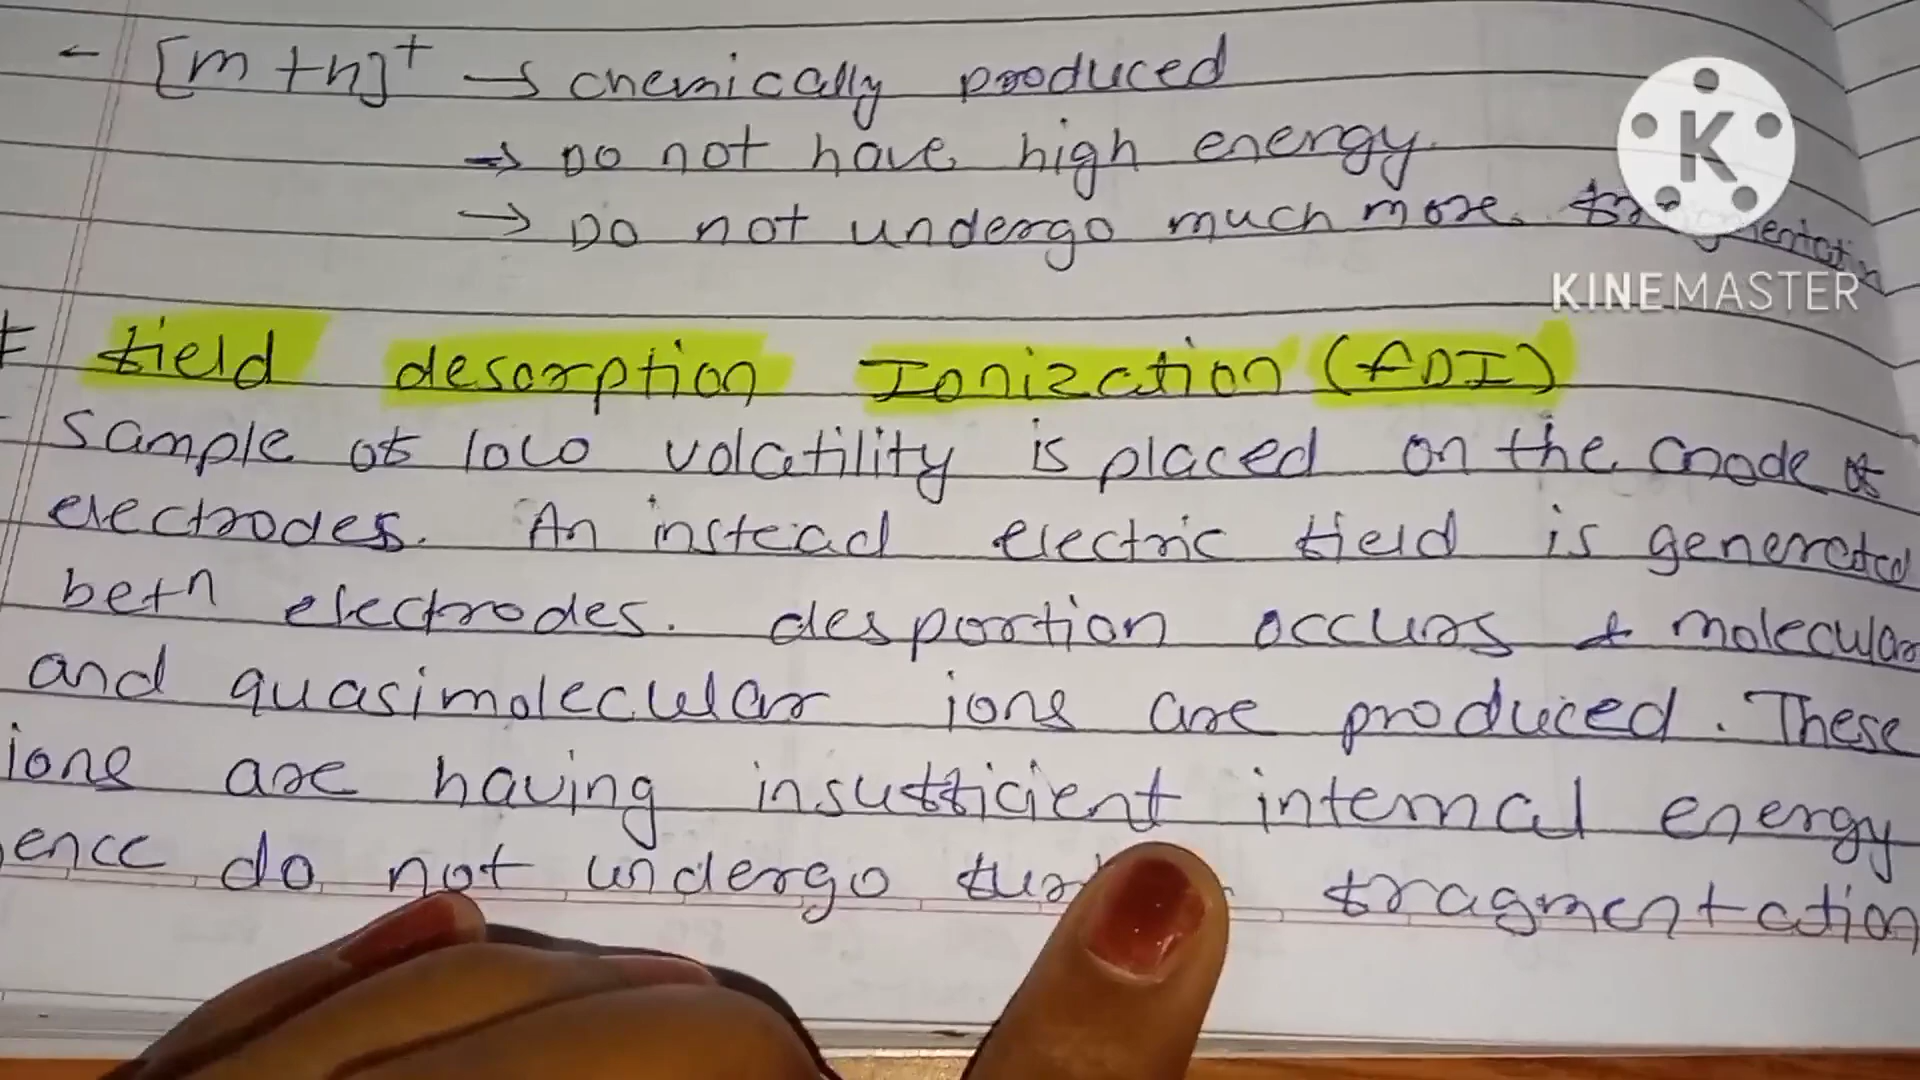 - [m+n]+ → chemically produced
→ Do not have high energy.
→ Do not undergo much more
K
KINEMASTER
field desorption Ionization (FDI)
sample of low volatility is placed on the anode of
electrodes. An instead electric field is generated
betn electrodes. desportion occurs & molecular
and quasimolecular ions are produced. These
ions are having insufficient internal energy
ence do not undergo fragmentation